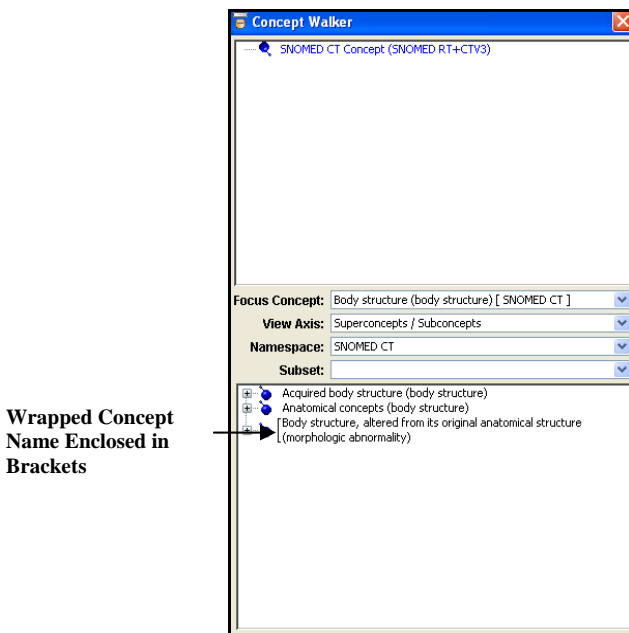 Concept Walker
SNOMED CT Concept (SNOMED RT+CTV3)
Focus Concept: Body structure (body structure) [ SNOMED CT ]
View Axis: Superconcepts / Subconcepts
Namespace: SNOMED CT
Subset:
Acquired body structure (body structure)
Anatomical concepts (body structure)
Body structure, altered from its original anatomical structure
(morphologic abnormality)
Wrapped Concept
Name Enclosed in
Brackets